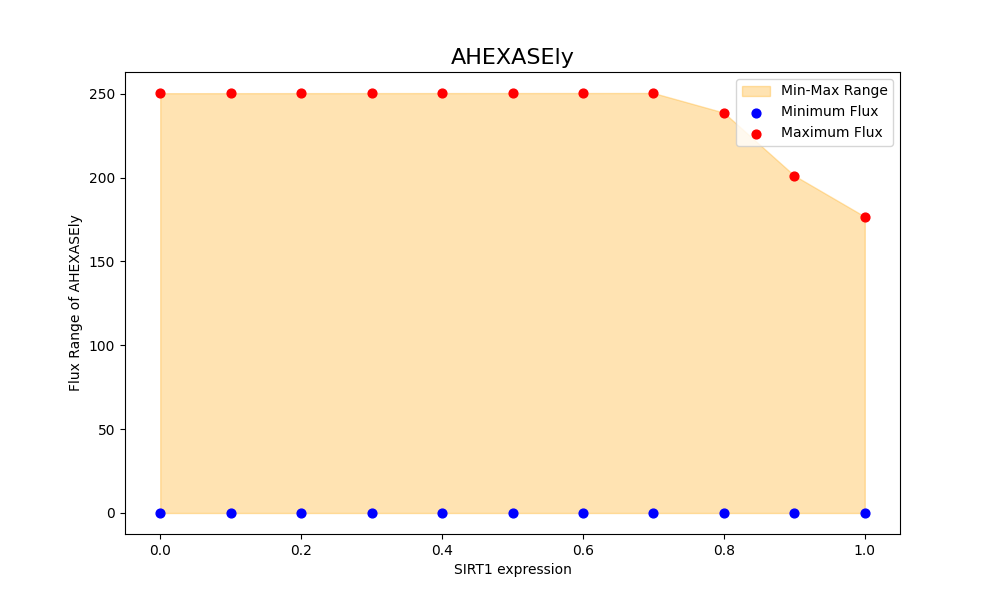 AHEXASEly
Min-Max Range
Minimum Flux
Maximum Flux
Flux Range of AHEXASEly
250
200
150
100
50
0
0.0
0.2
0.4
0.6
0.8
1.0
SIRT1 expression